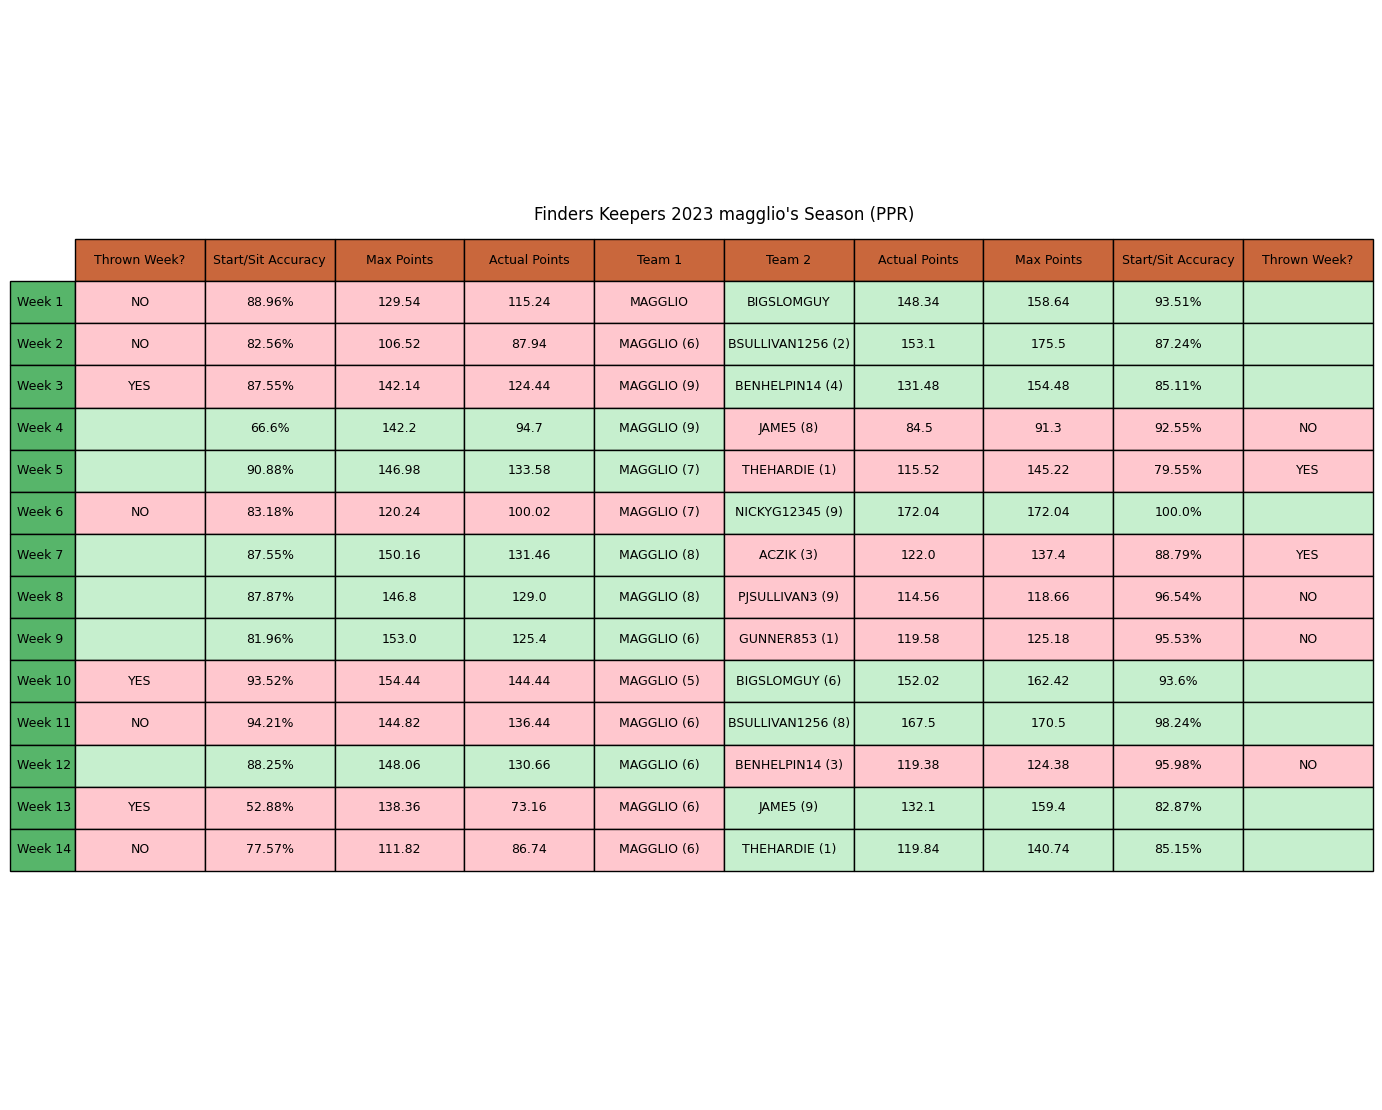 Finders Keepers 2023 magglio's Season (PPR)
Thrown Week? Start/Sit Accuracy Max Points Actual Points Team 1 Team 2 Actual Points Max Points Start/Sit Accuracy Thrown Week?
Week 1 NO 88.96% 129.54 115.24 MAGGLIO BIGSLOMGUY 148.34 158.64 93.51%
Week 2 NO 82.56% 106.52 87.94 MAGGLIO (6) BSULLIVAN1256 (2) 153.1 175.5 87.24%
Week 3 YES 87.55% 142.14 124.44 MAGGLIO (9) BENHELPIN14 (4) 131.48 154.48 85.11%
Week 4 66.6% 142.2 94.7 MAGGLIO (9) JAME5 (8) 84.5 91.3 92.55% NO
Week 5 90.88% 146.98 133.58 MAGGLIO (7) THEHARDIE (1) 115.52 145.22 79.55% YES
Week 6 NO 83.18% 120.24 100.02 MAGGLIO (7) NICKYG12345 (9) 172.04 172.04 100.0%
Week 7 87.55% 150.16 131.46 MAGGLIO (8) ACZIK (3) 122.0 137.4 88.79% YES
Week 8 87.87% 146.8 129.0 MAGGLIO (8) PJSULLIVAN3 (9) 114.56 118.66 96.54% NO
Week 9 81.96% 153.0 125.4 MAGGLIO (6) GUNNER853 (1) 119.58 125.18 95.53% NO
Week 10 YES 93.52% 154.44 144.44 MAGGLIO (5) BIGSLOMGUY (6) 152.02 162.42 93.6%
Week 11 NO 94.21% 144.82 136.44 MAGGLIO (6) BSULLIVAN1256 (8) 167.5 170.5 98.24%
Week 12 88.25% 148.06 130.66 MAGGLIO (6) BENHELPIN14 (3) 119.38 124.38 95.98% NO
Week 13 YES 52.88% 138.36 73.16 MAGGLIO (6) JAME5 (9) 132.1 159.4 82.87%
Week 14 NO 77.57% 111.82 86.74 MAGGLIO (6) THEHARDIE (1) 119.84 140.74 85.15%